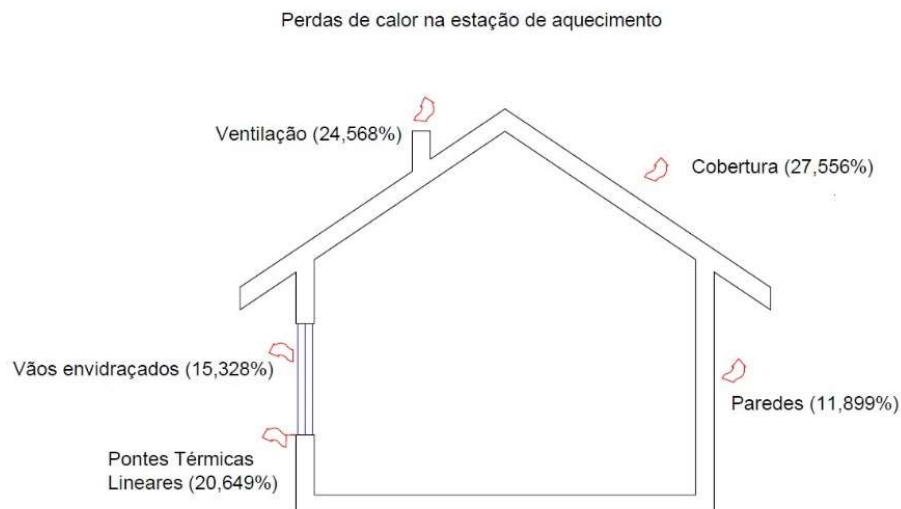 Perdas de calor na estação de aquecimento
Ventilação (24,568%)
Cobertura (27,556%)
Vãos envidraçados (15,328%)
Paredes (11,899%)
Pontes Térmicas
Lineares (20,649%)